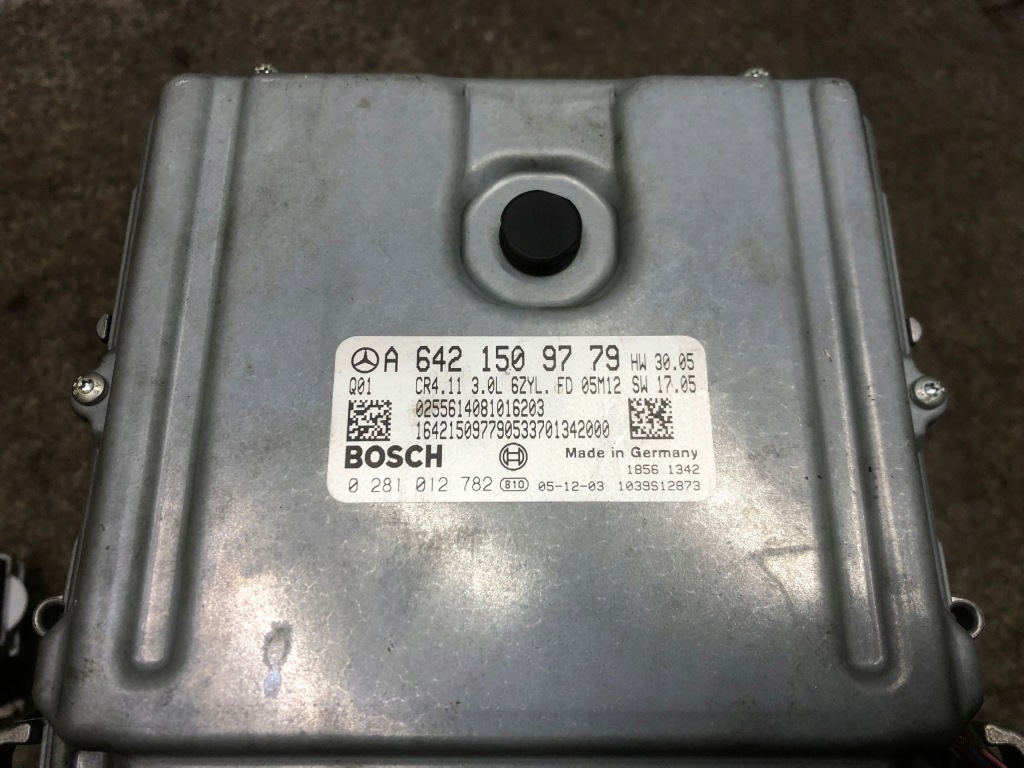 A 642 150 97 79 HW 30.05
Q01 CR4.11 3.0L 6ZYL. FD 05M12 SW 17.05
0255614081016203
164215097790533701342000
BOSCH Made in Germany
1856 1342
0 281 012 782 810 05-12-03 1039S12873